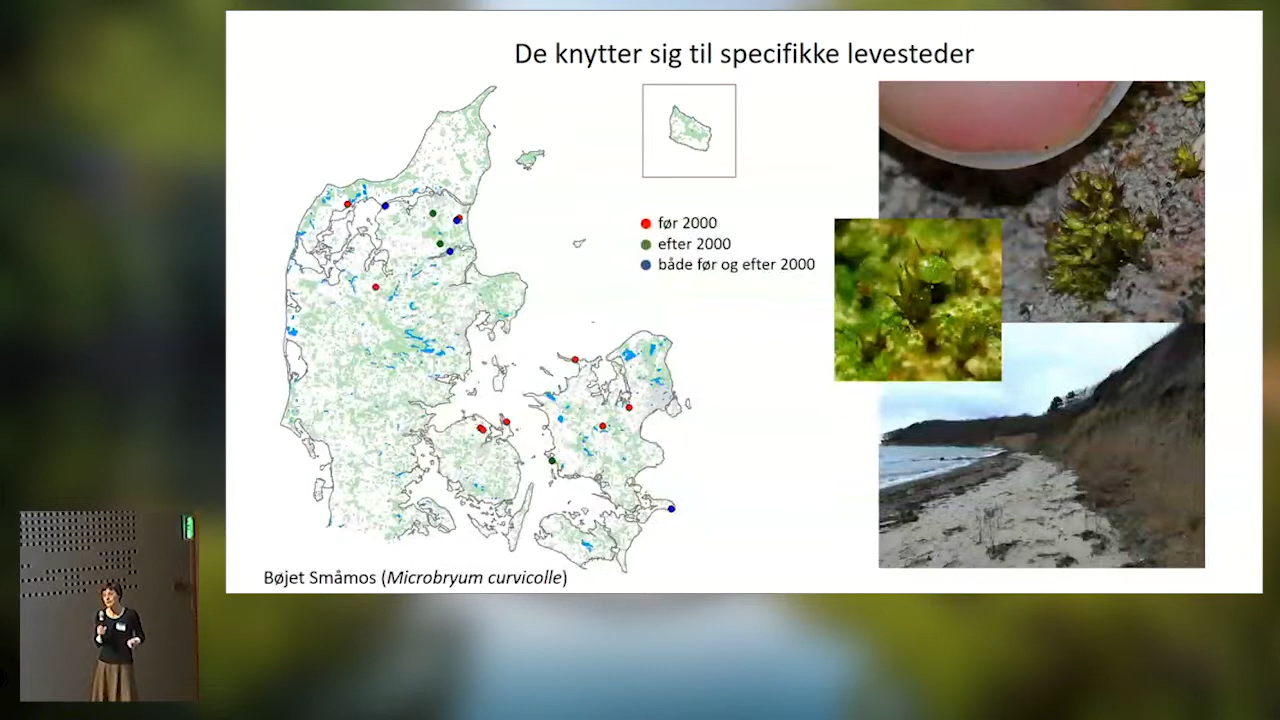 De knytter sig til specifikke levesteder
før 2000
efter 2000
både før og efter 2000
Bøjet Småmos (Microbryum curvicolle)